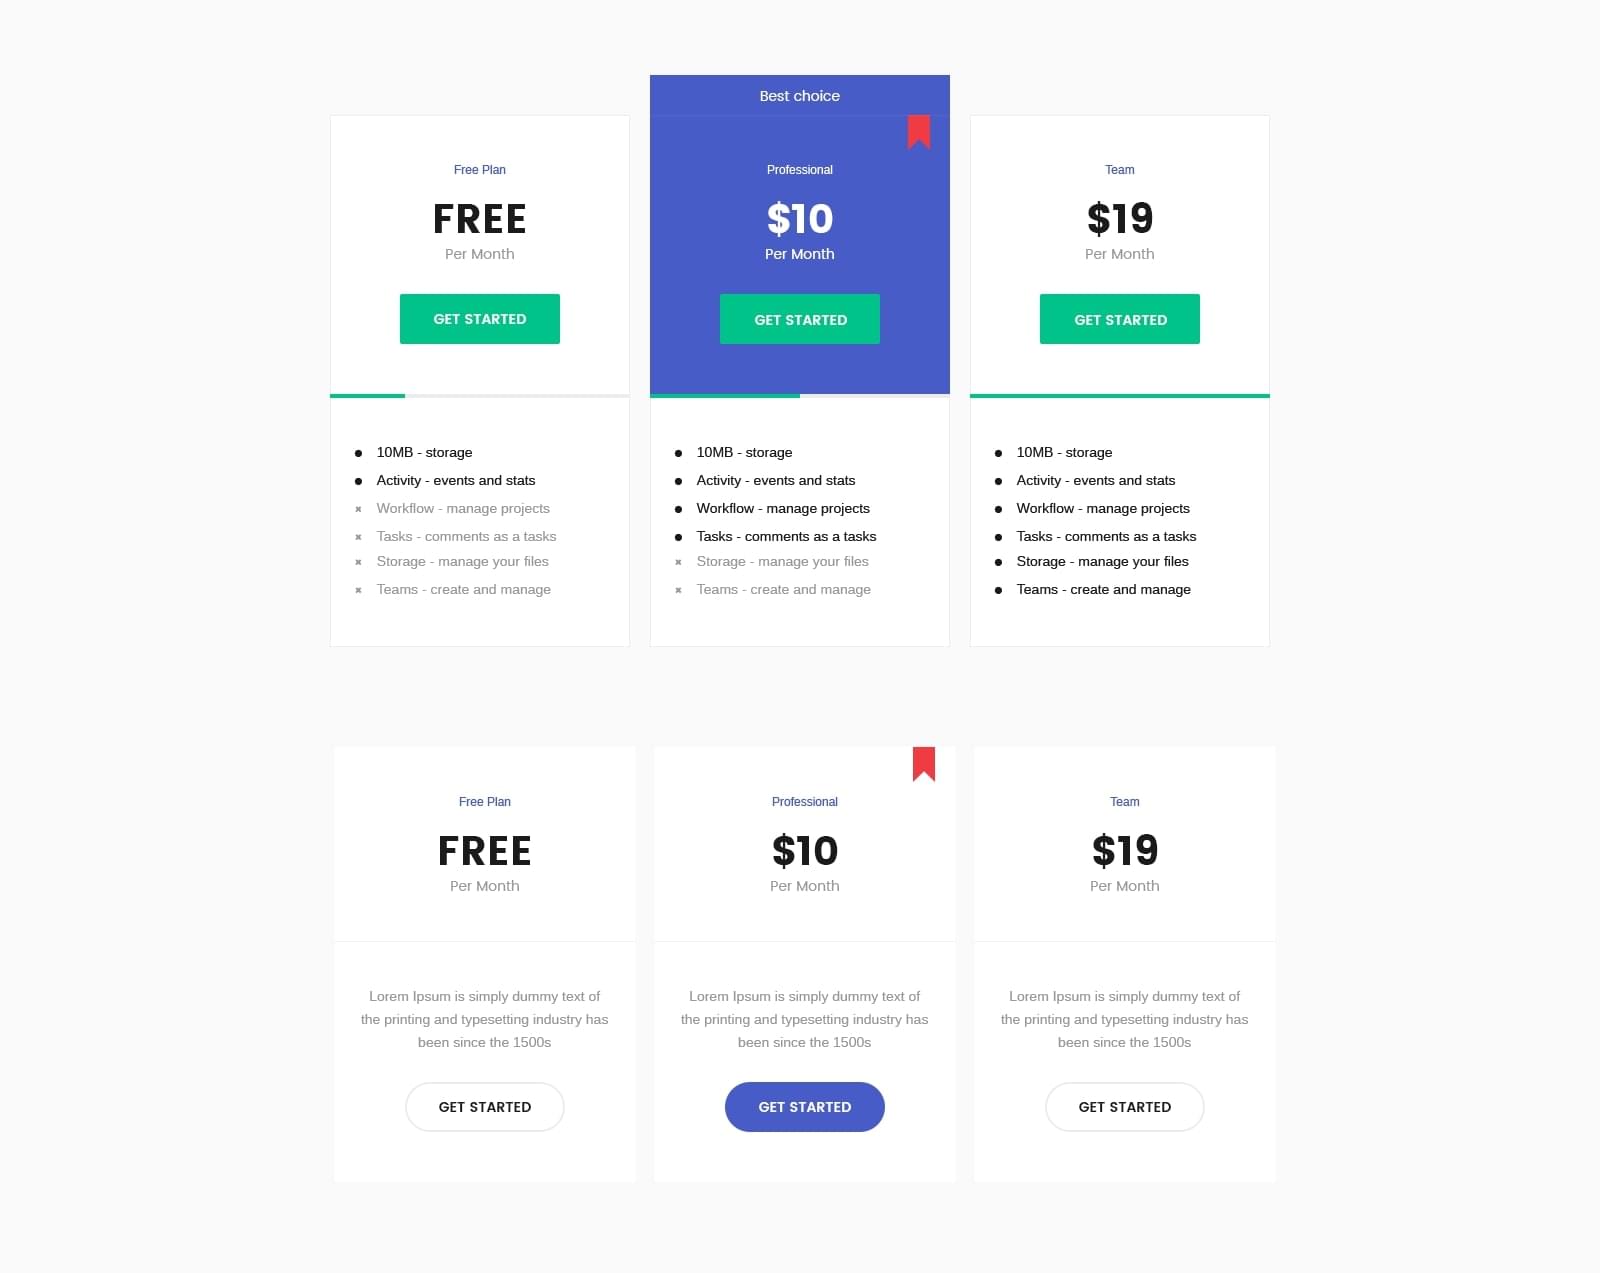 Best choice
Free Plan
FREE
Per Month
GET STARTED
10MB - storage
Activity - events and stats
Workflow - manage projects
Tasks - comments as a tasks
Storage - manage your files
Teams - create and manage
Professional
$10
Per Month
GET STARTED
10MB - storage
Activity - events and stats
Workflow - manage projects
Tasks - comments as a tasks
Storage - manage your files
Teams - create and manage
Team
$19
Per Month
GET STARTED
10MB - storage
Activity - events and stats
Workflow - manage projects
Tasks - comments as a tasks
Storage - manage your files
Teams - create and manage
Free Plan
FREE
Per Month
Lorem Ipsum is simply dummy text of
the printing and typesetting industry has
been since the 1500s
GET STARTED
Professional
$10
Per Month
Lorem Ipsum is simply dummy text of
the printing and typesetting industry has
been since the 1500s
GET STARTED
Team
$19
Per Month
Lorem Ipsum is simply dummy text of
the printing and typesetting industry has
been since the 1500s
GET STARTED